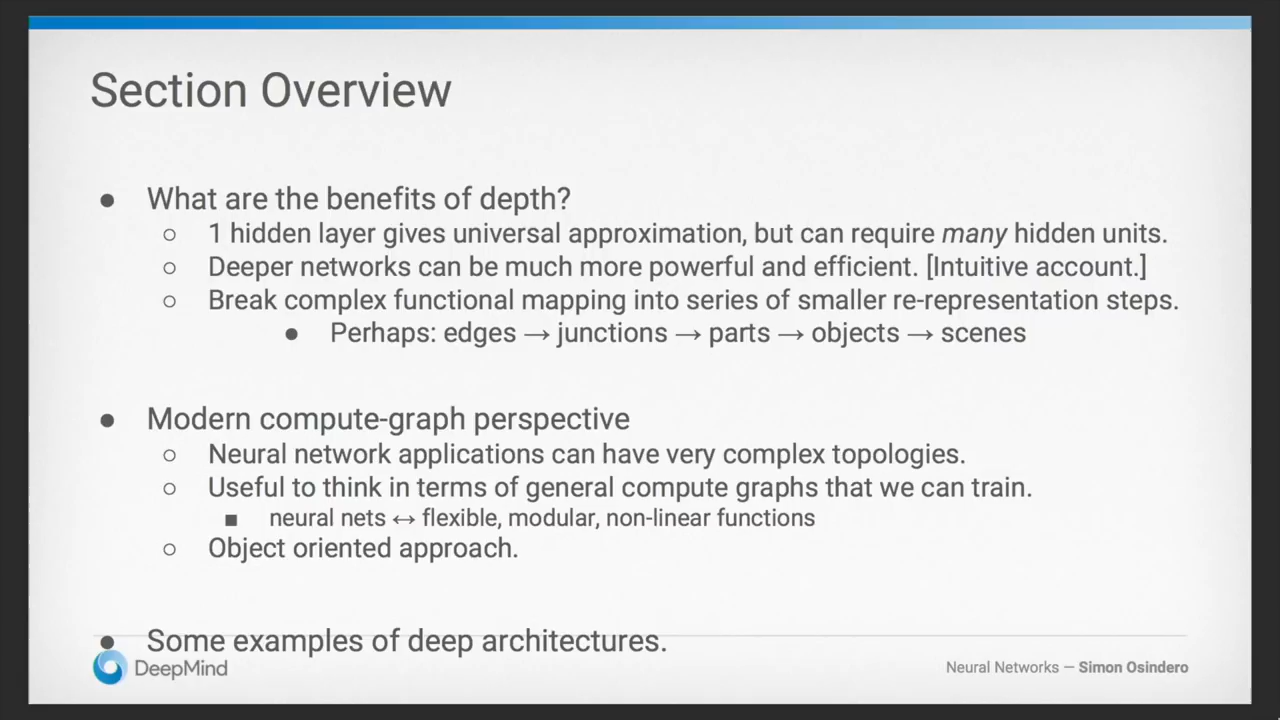 Section Overview
● What are the benefits of depth?
○ 1 hidden layer gives universal approximation, but can require many hidden units.
○ Deeper networks can be much more powerful and efficient. [Intuitive account.]
○ Break complex functional mapping into series of smaller re-representation steps.
● Perhaps: edges → junctions → parts → objects → scenes
● Modern compute-graph perspective
○ Neural network applications can have very complex topologies.
○ Useful to think in terms of general compute graphs that we can train.
■ neural nets ↔ flexible, modular, non-linear functions
○ Object oriented approach.
● Some examples of deep architectures.
DeepMind
Neural Networks — Simon Osindero